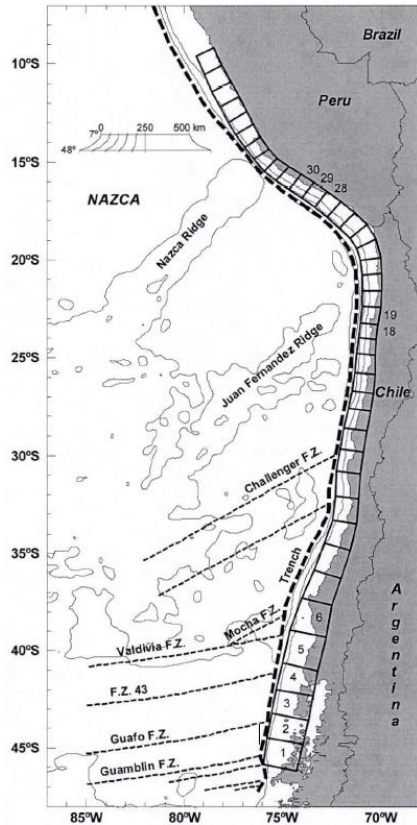 10°S
15°S
20°S
25°S
30°S
35°S
40°S
45°S
Brazil
Peru
7°
250
500 km
48°
NAZCA
Nazca Ridge
30
29
28
19
18
Juan Fernandez Ridge
Chile
Challenger F.Z.
Trench
Mocha F.Z.
Valdivia F.Z.
F.Z. 43
Guafo F.Z.
Guamblin F.Z.
6
5
4
3
2
1
Argentina
85°W
80°W
75°W
70°W